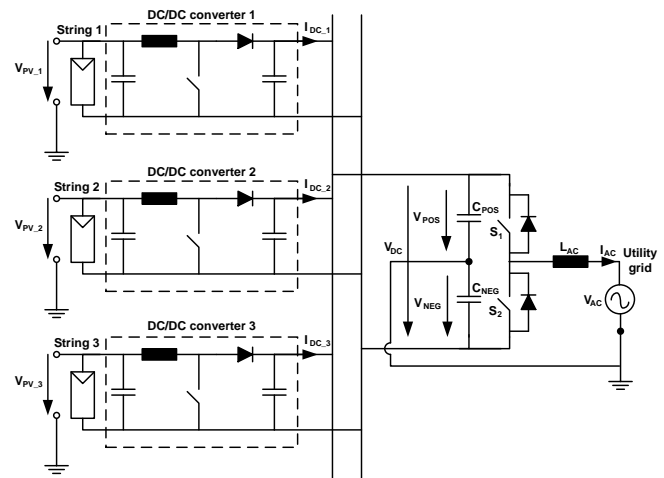 DC/DC converter 1
String 1
I_DC_1
V_PV_1
DC/DC converter 2
String 2
I_DC_2
V_PV_2
DC/DC converter 3
String 3
I_DC_3
V_PV_3
C_POS
V_POS
S_1
V_DC
L_AC
I_AC
Utility
grid
C_NEG
V_NEG
S_2
V_AC